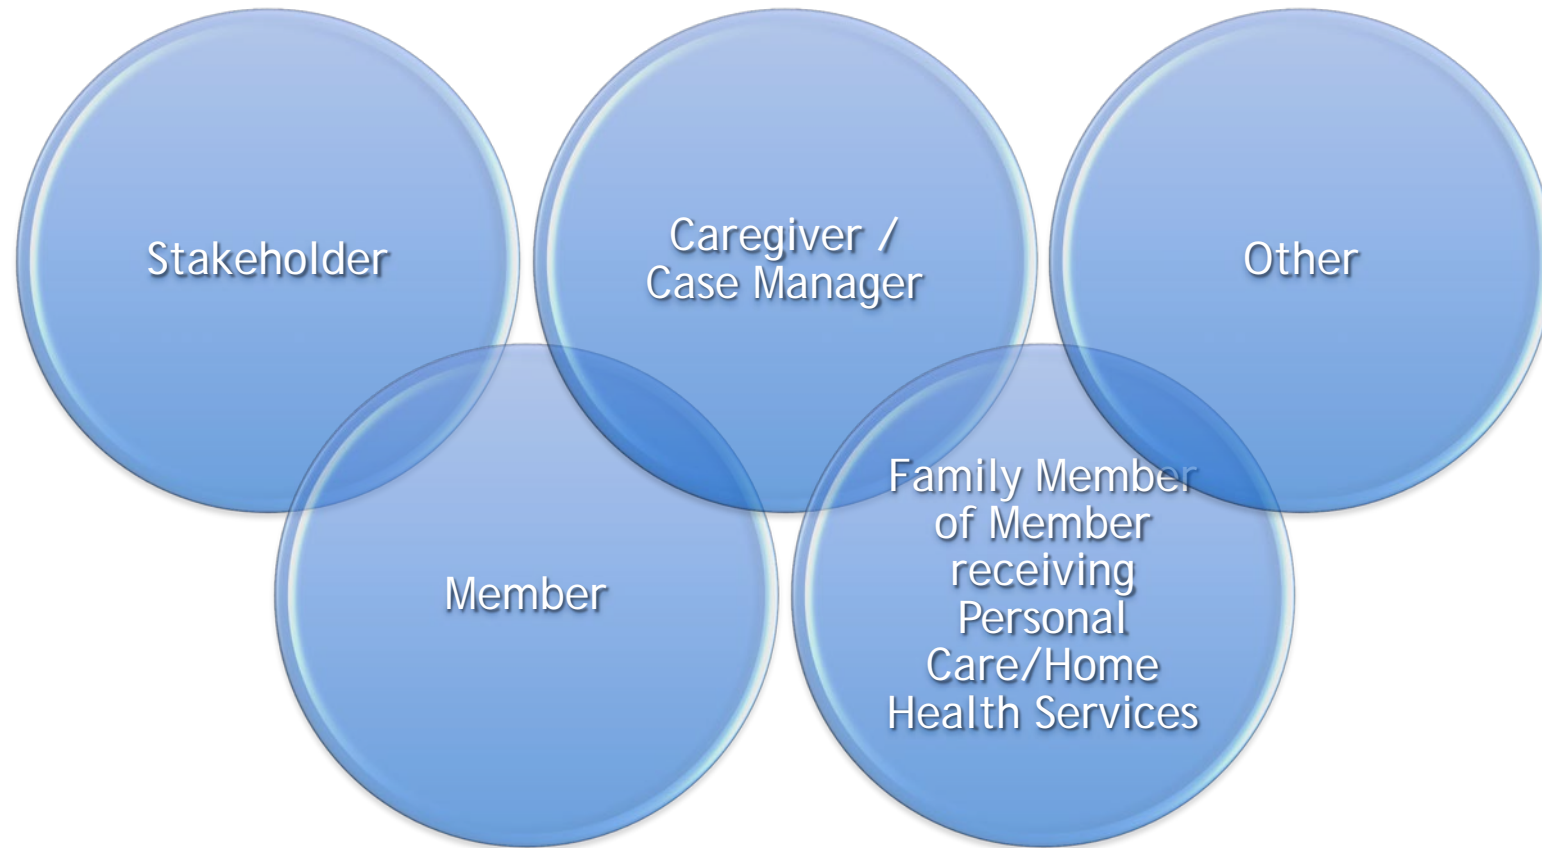 Stakeholder
Caregiver /
Case Manager
Other
Member
Family Member
of Member
receiving
Personal
Care/Home
Health Services